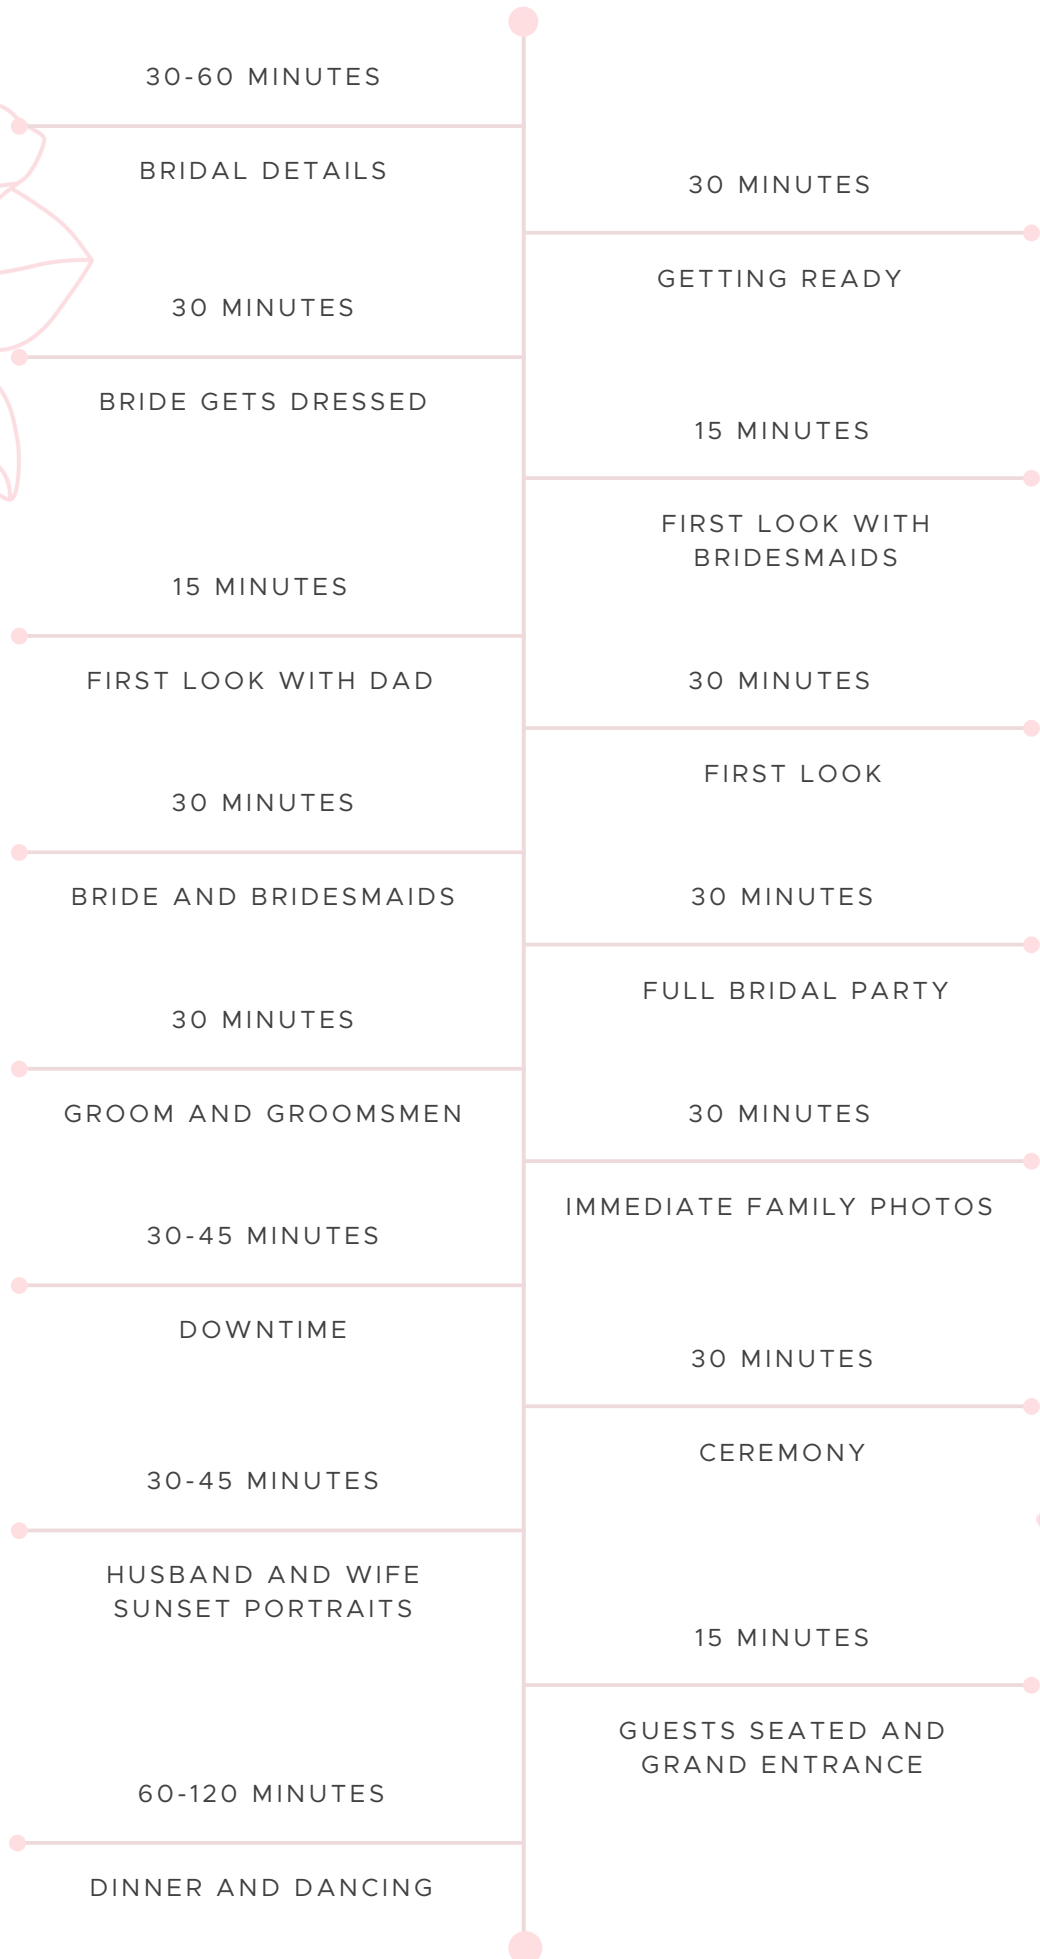 30-60 MINUTES
BRIDAL DETAILS
30 MINUTES
GETTING READY
30 MINUTES
BRIDE GETS DRESSED
15 MINUTES
FIRST LOOK WITH
BRIDESMAIDS
15 MINUTES
FIRST LOOK WITH DAD
30 MINUTES
FIRST LOOK
30 MINUTES
BRIDE AND BRIDESMAIDS
30 MINUTES
FULL BRIDAL PARTY
30 MINUTES
GROOM AND GROOMSMEN
30 MINUTES
IMMEDIATE FAMILY PHOTOS
30-45 MINUTES
DOWNTIME
30 MINUTES
CEREMONY
30-45 MINUTES
HUSBAND AND WIFE
SUNSET PORTRAITS
15 MINUTES
GUESTS SEATED AND
GRAND ENTRANCE
60-120 MINUTES
DINNER AND DANCING